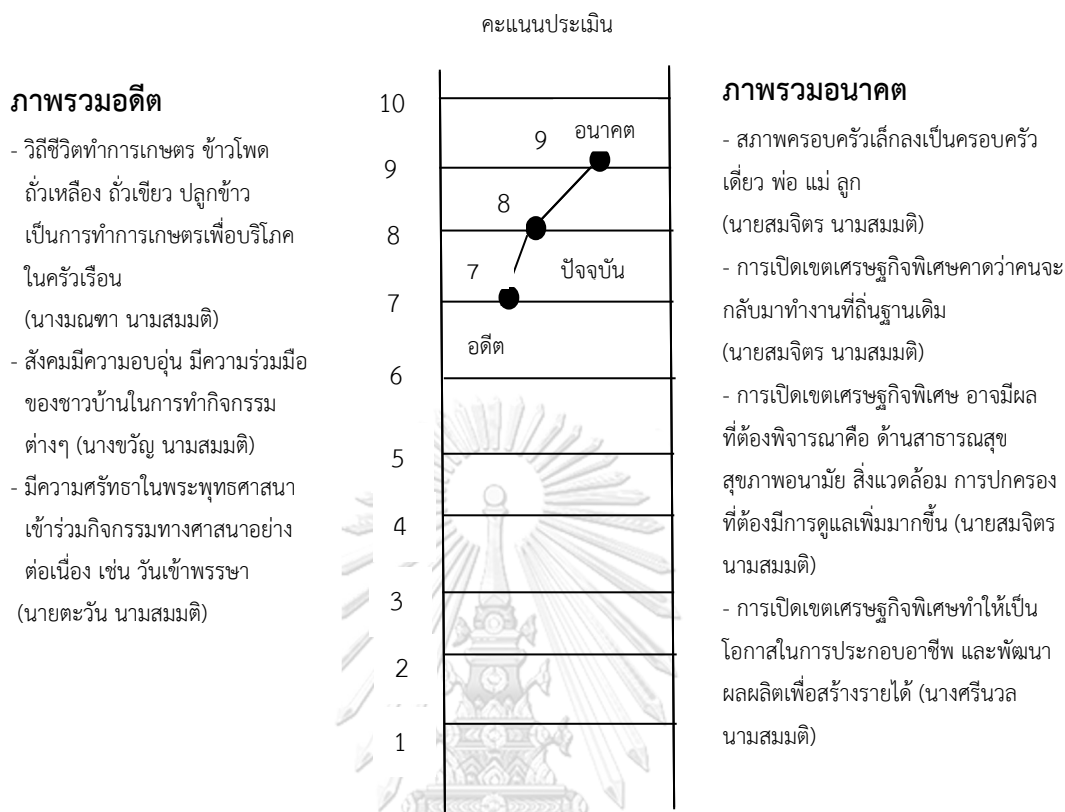 คะแนนประเมิน
ภาพรวมอดีต
- วิถีชีวิตทำการเกษตร ข้าวโพด
ถั่วเหลือง ถั่วเขียว ปลูกข้าว
เป็นการทำการเกษตรเพื่อบริโภค
ในครัวเรือน
(นางมณฑา นามสมมติ)
- สังคมมีความอบอุ่น มีความร่วมมือ
ของชาวบ้านในการทำกิจกรรม
ต่างๆ (นางขวัญ นามสมมติ)
- มีความศรัทธาในพระพุทธศาสนา
เข้าร่วมกิจกรรมทางศาสนาอย่าง
ต่อเนื่อง เช่น วันเข้าพรรษา
(นายตะวัน นามสมมติ)
10
9
8
7
6
5
4
3
2
1
9 อนาคต
8
7 ปัจจุบัน
อดีต
ภาพรวมอนาคต
- สภาพครอบครัวเล็กลงเป็นครอบครัว
เดี่ยว พ่อ แม่ ลูก
(นายสมจิตร นามสมมติ)
- การเปิดเขตเศรษฐกิจพิเศษคาดว่าคนจะ
กลับมาทำงานที่ถิ่นฐานเดิม
(นายสมจิตร นามสมมติ)
- การเปิดเขตเศรษฐกิจพิเศษ อาจมีผล
ที่ต้องพิจารณาคือ ด้านสาธารณสุข
สุขภาพอนามัย สิ่งแวดล้อม การปกครอง
ที่ต้องมีการดูแลเพิ่มมากขึ้น (นายสมจิตร
นามสมมติ)
- การเปิดเขตเศรษฐกิจพิเศษทำให้เป็น
โอกาสในการประกอบอาชีพ และพัฒนา
ผลผลิตเพื่อสร้างรายได้ (นางศรีนวล
นามสมมติ)